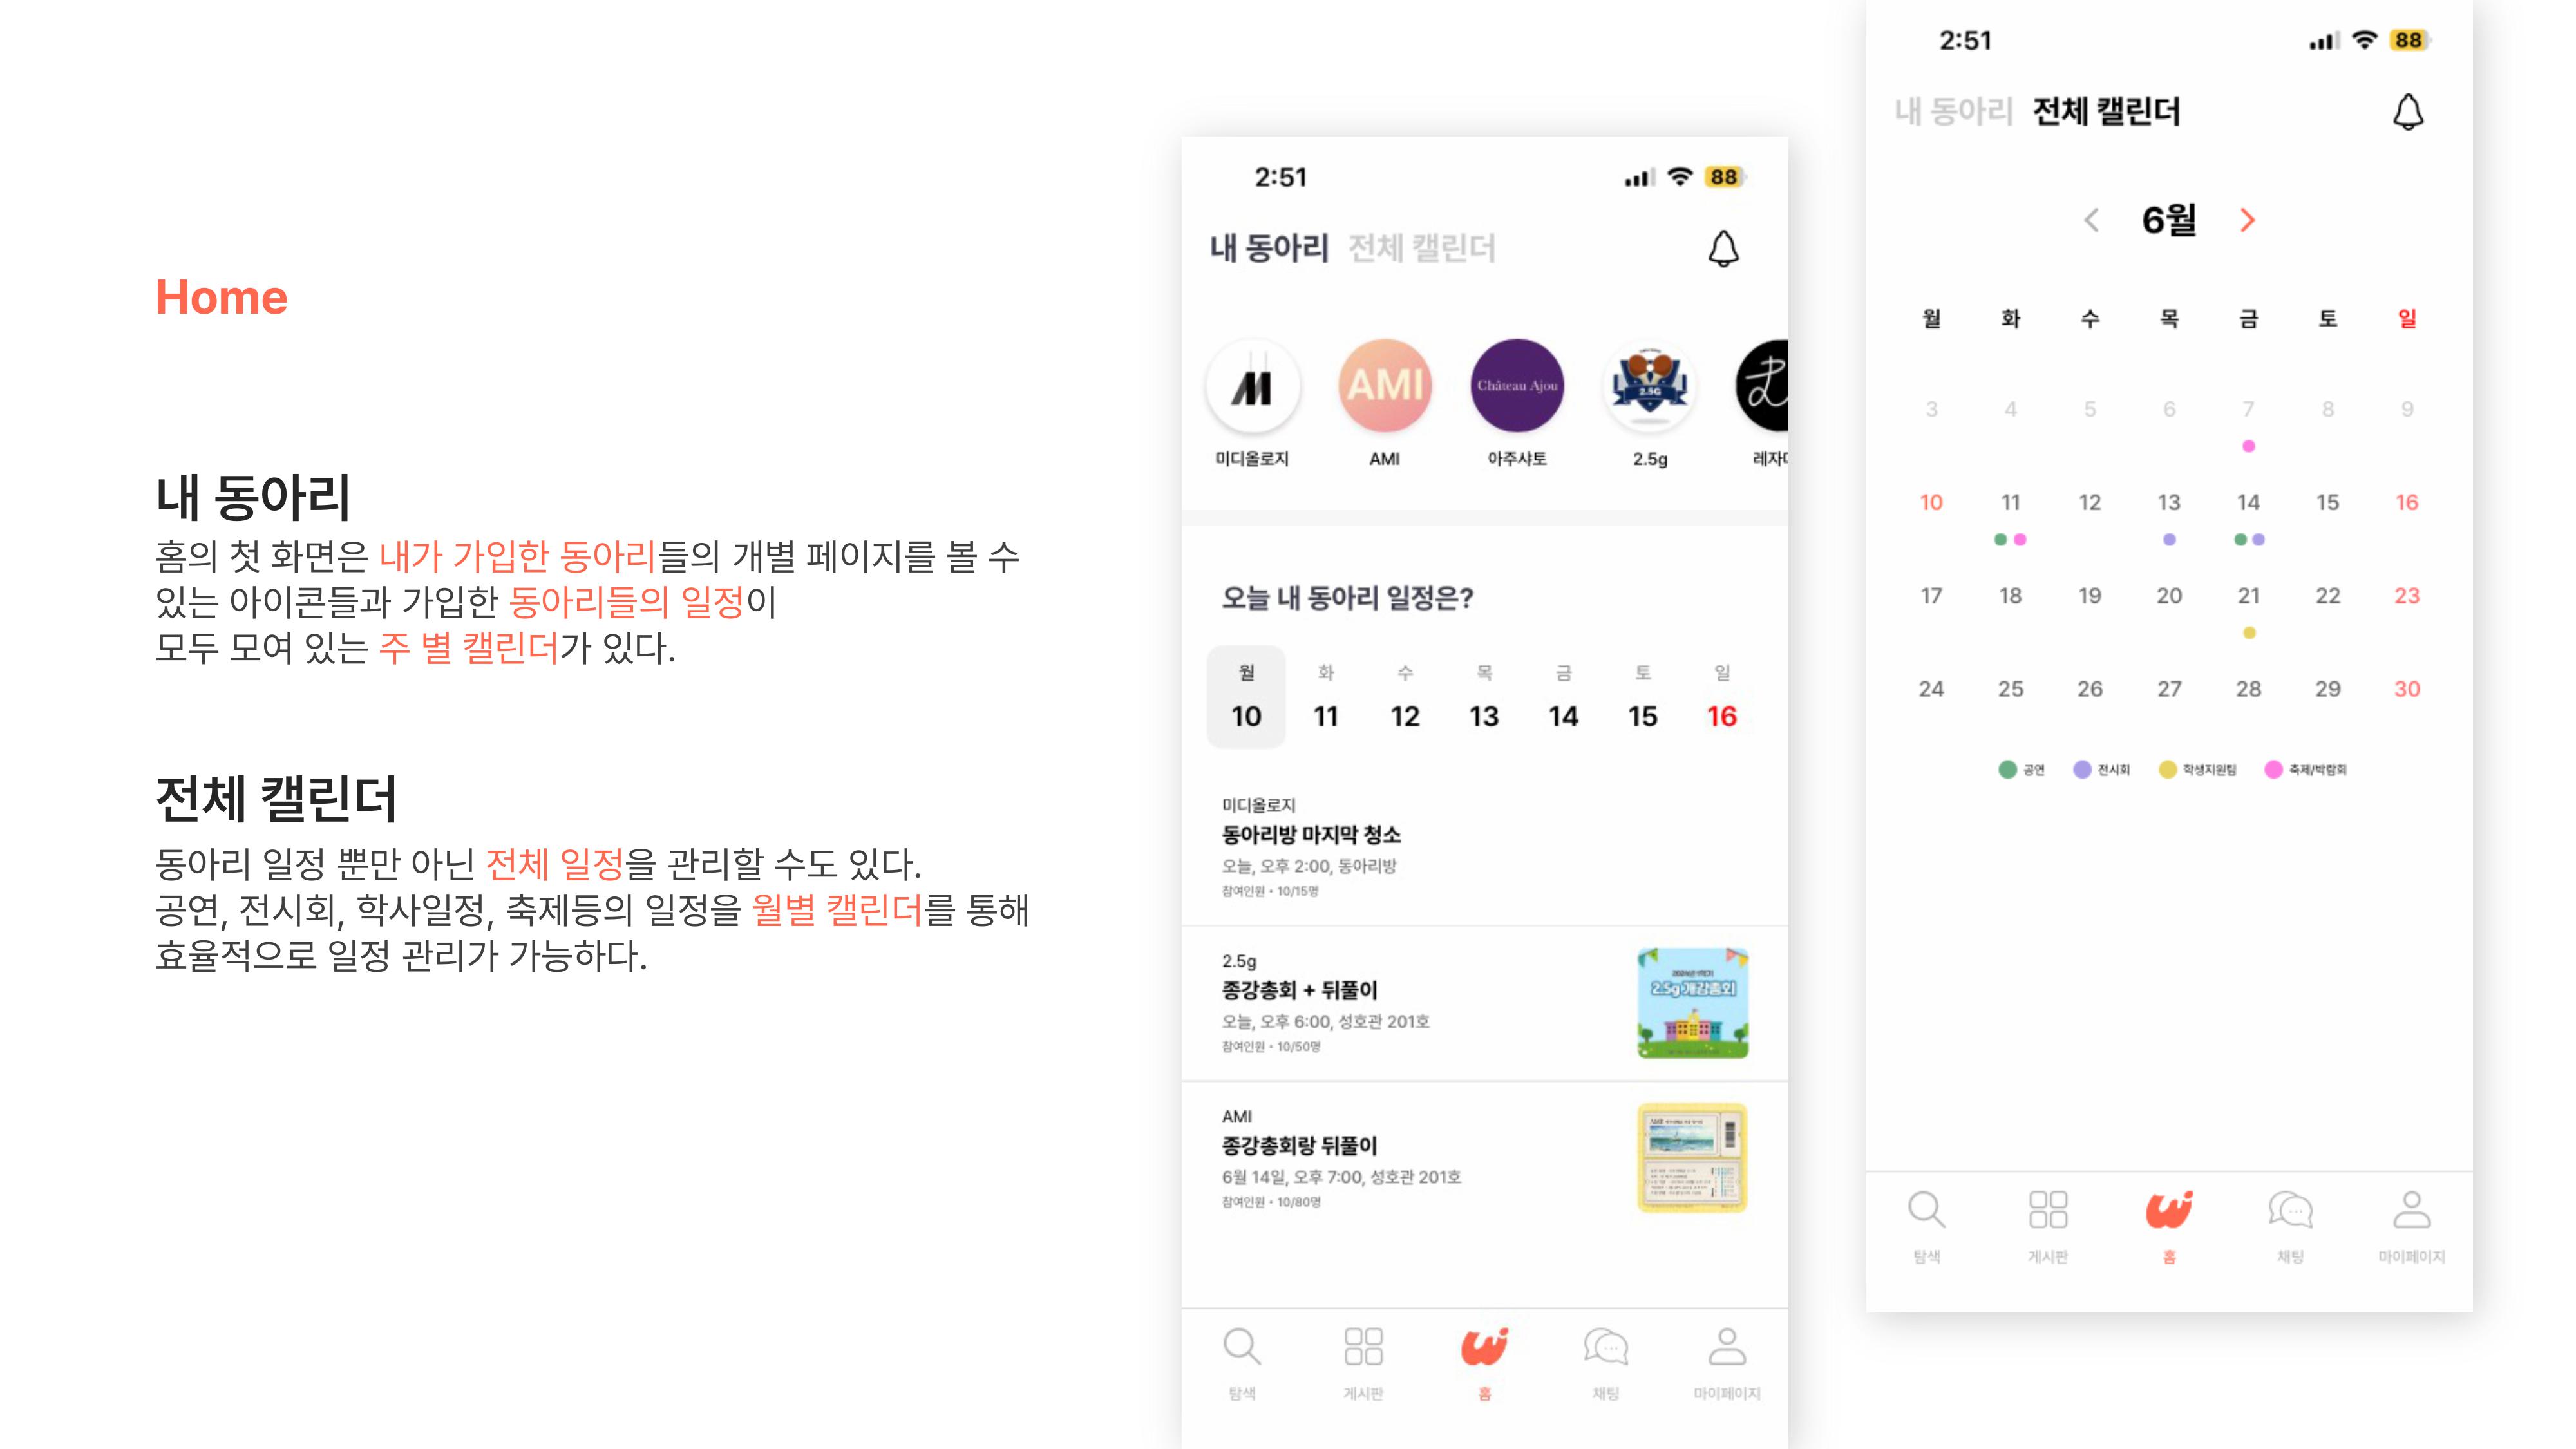 Home
내 동아리
홈의 첫 화면은 내가 가입한 동아리들의 개별 페이지를 볼 수
있는 아이콘들과 가입한 동아리들의 일정이
모두 모여 있는 주 별 캘린더가 있다.
전체 캘린더
동아리 일정 뿐만 아닌 전체 일정을 관리할 수도 있다.
공연, 전시회, 학사일정, 축제등의 일정을 월별 캘린더를 통해
효율적으로 일정 관리가 가능하다.
2:51 88
내 동아리 전체 캘린더
AMI Château Ajou 2.5G
미디올로지 AMI 아주샤토 2.5g 레자
오늘 내 동아리 일정은?
월 화 수 목 금 토 일
10 11 12 13 14 15 16
미디올로지
동아리방 마지막 청소
오늘, 오후 2:00, 동아리방
참여인원 • 10/15명
2.5g
종강총회 + 뒤풀이
오늘, 오후 6:00, 성호관 201호
참여인원 • 10/50명
2024년 1학기
2.5g 개강총회
AMI
종강총회랑 뒤풀이
6월 14일, 오후 7:00, 성호관 201호
참여인원 • 10/80명
탐색 게시판 홈 채팅 마이페이지
2:51 88
내 동아리 전체 캘린더
6월
월 화 수 목 금 토 일
3 4 5 6 7 8 9
10 11 12 13 14 15 16
17 18 19 20 21 22 23
24 25 26 27 28 29 30
공연 전시회 학생지원팀 축제/박람회
탐색 게시판 홈 채팅 마이페이지